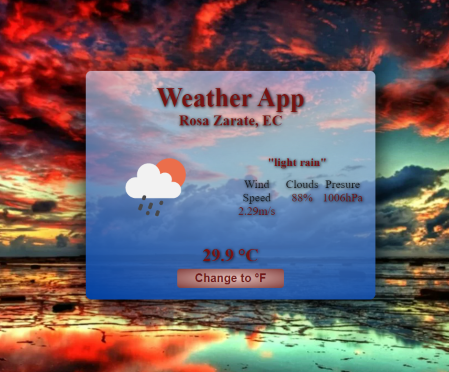 Weather App
Rosa Zarate, EC
"light rain"
Wind Speed Clouds Presure
2.29m/s 88% 1006hPa
29.9 °C
Change to °F